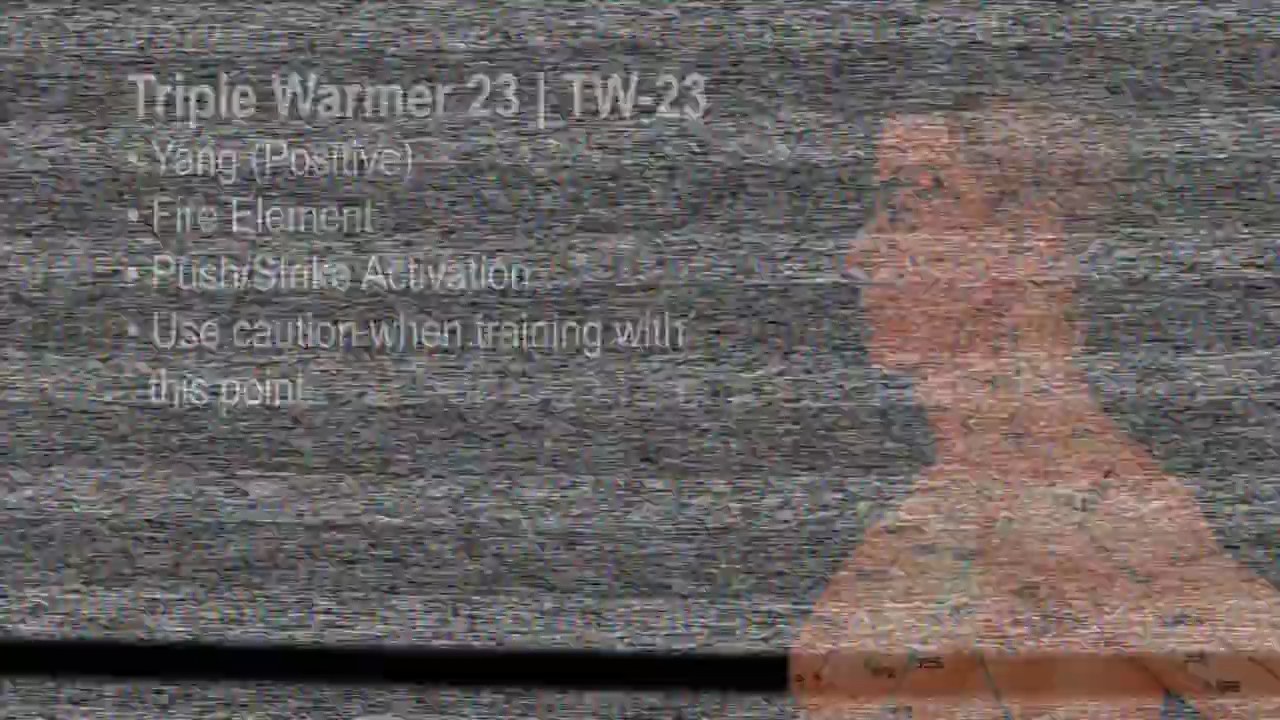 Triple Warmer 23 | TW-23
• Yang (Positive)
• Fire Element
• Push/Strike Activation
• Use caution when training with
this point